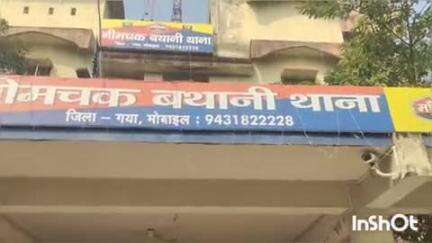 नीमचक बथानी थाना
नीमचक बथानी थाना
जिला – गया, मोबाइल : 9431822228
InShOt